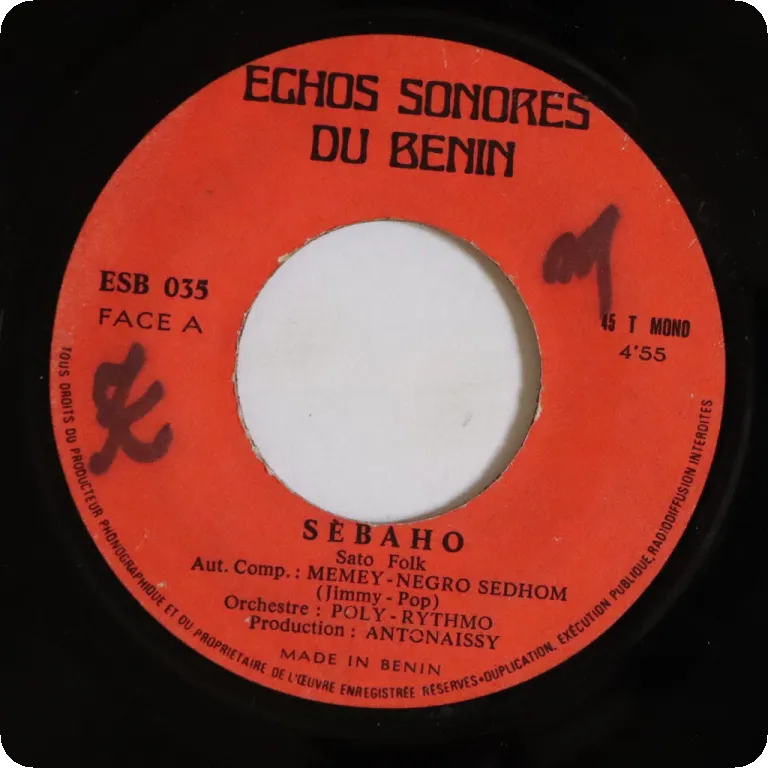 ECHOS SONORES
DU BENIN
ESB 035
FACE A
45 T MONO
4'55
SÈBAHO
Sato Folk
Aut. Comp. : MEMEY - NEGRO SEDHOM
(Jimmy - Pop)
Orchestre : POLY - RYTHMO
Production : ANTONAISSY
MADE IN BENIN
TOUS DROITS DU PRODUCTEUR PHONOGRAPHIQUE ET DU PROPRIETAIRE DE L'ŒUVRE ENREGISTRÉE RÉSERVES•DUPLICATION, EXÉCUTION PUBLIQUE, RADIODIFFUSION INTERDITES